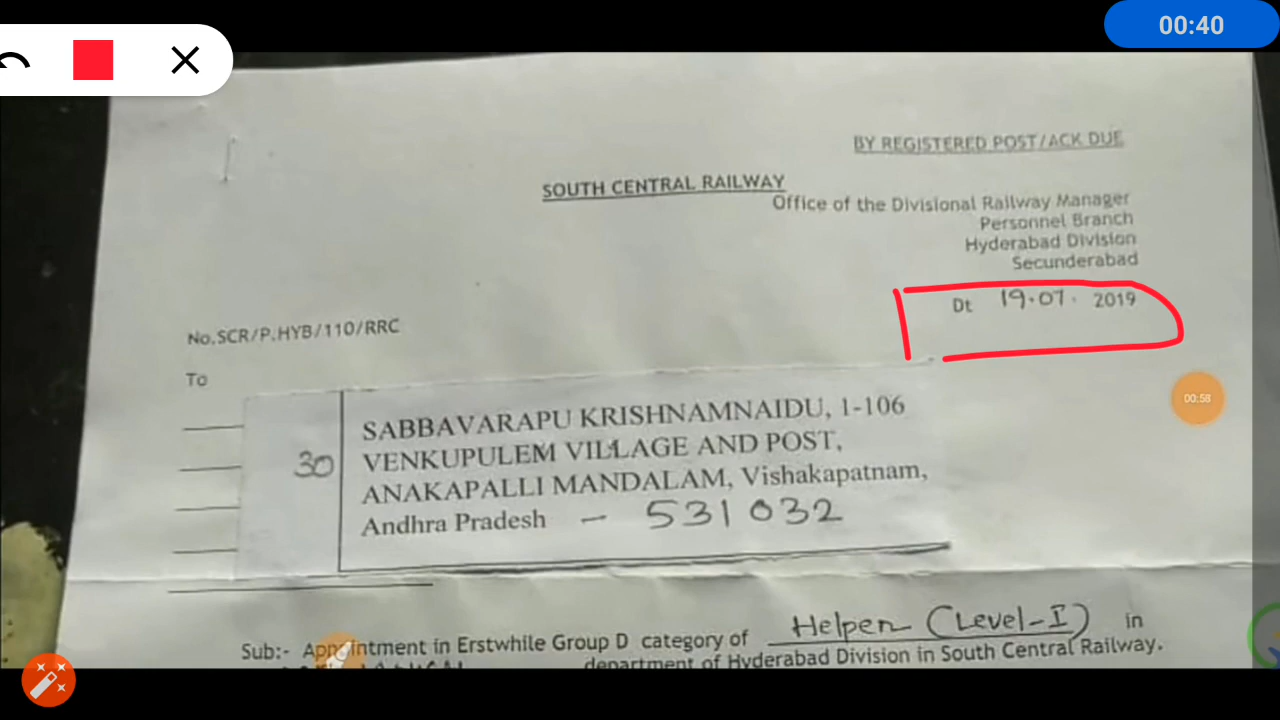 00:40
BY REGISTERED POST/ACK DUE
SOUTH CENTRAL RAILWAY
Office of the Divisional Railway Manager
Personnel Branch
Hyderabad Division
Secunderabad
Dt 19.07. 2019
No.SCR/P.HYB/110/RRC
To
00:58
30
SABBAVARAPU KRISHNAMNAIDU, 1-106
VENKUPULEM VILLAGE AND POST,
ANAKAPALLI MANDALAM, Vishakapatnam,
Andhra Pradesh - 531032
Sub:- Appointment in Erstwhile Group D category of Helper (Level-I) in
department of Hyderabad Division in South Central Railway.